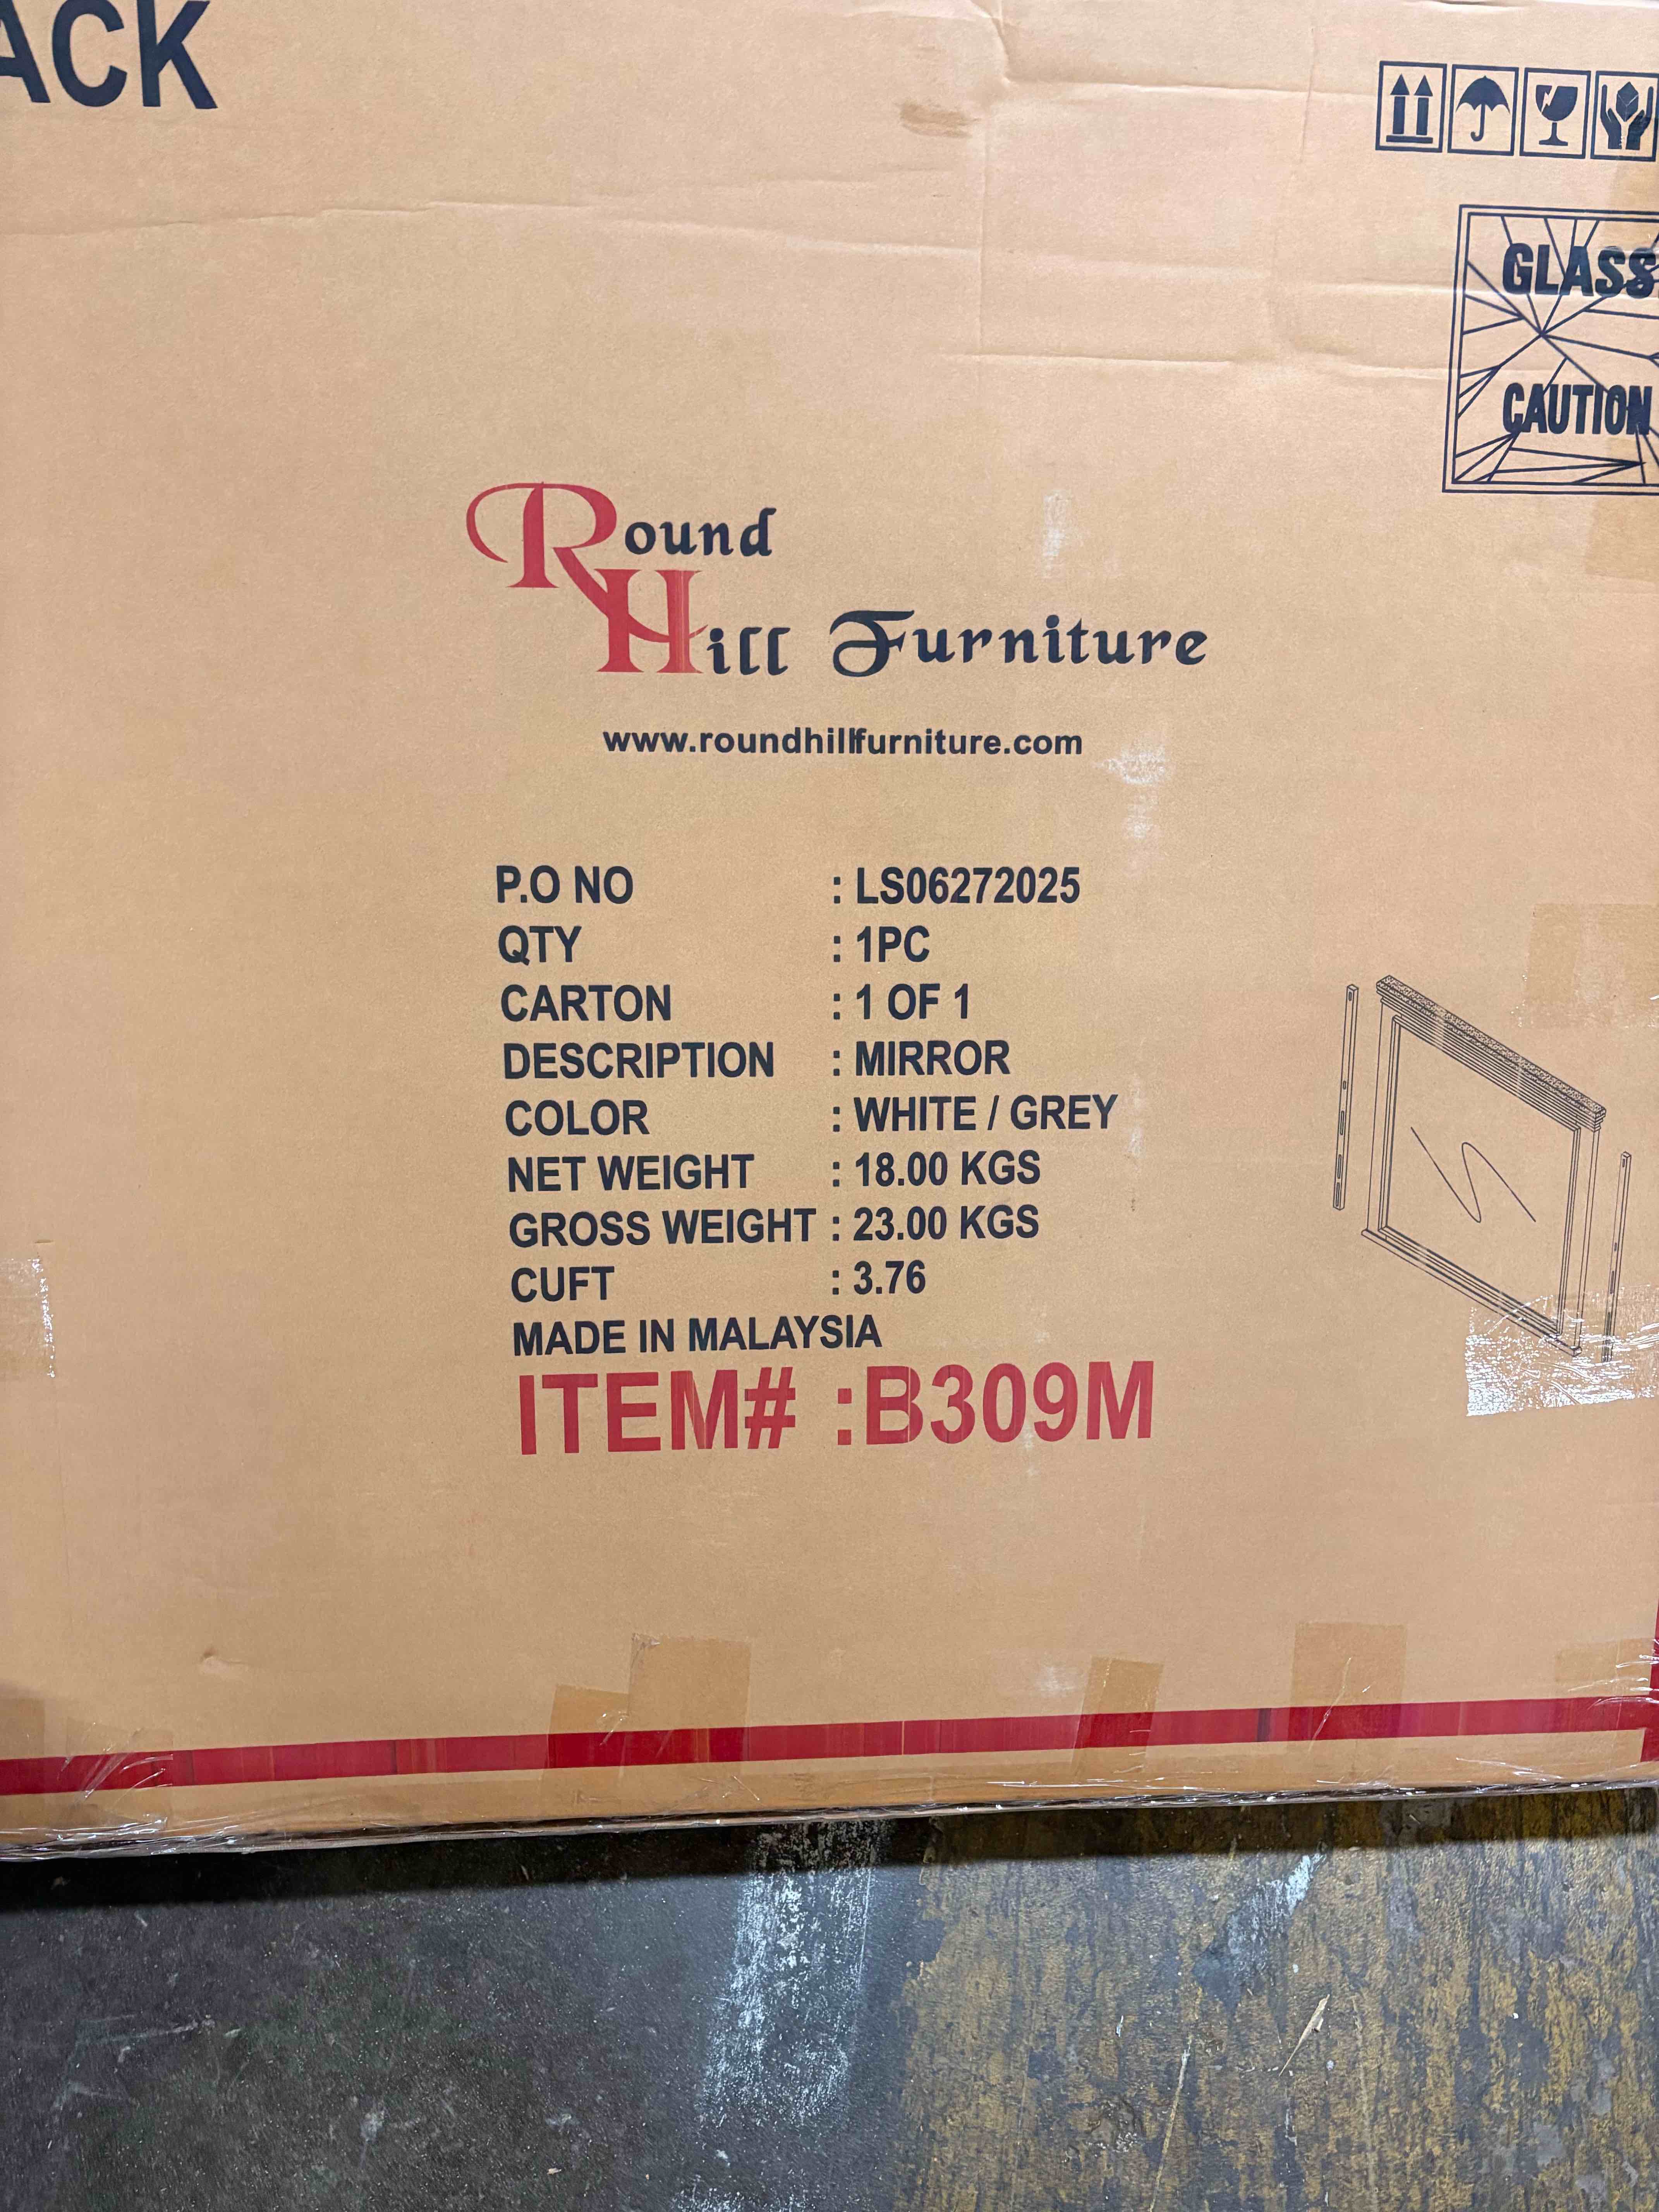 ACK
GLASS
CAUTION
Round
Hill Furniture
www.roundhillfurniture.com
P.O NO : LS06272025
QTY : 1PC
CARTON : 1 OF 1
DESCRIPTION : MIRROR
COLOR : WHITE / GREY
NET WEIGHT : 18.00 KGS
GROSS WEIGHT : 23.00 KGS
CUFT : 3.76
MADE IN MALAYSIA
ITEM# :B309M